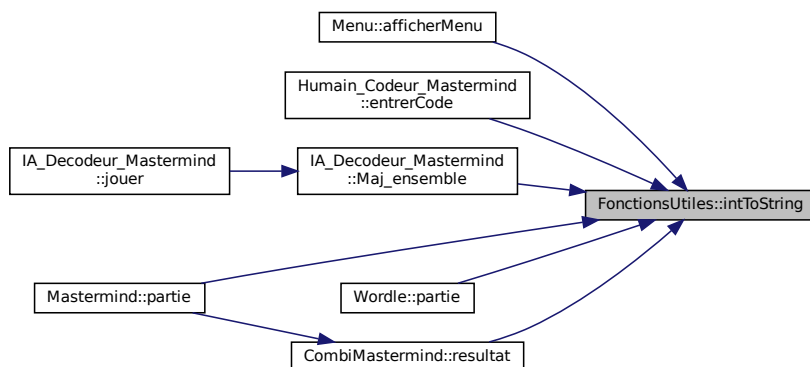 Menu::afficherMenu
Humain_Codeur_Mastermind
::entrerCode
IA_Decodeur_Mastermind
::jouer
IA_Decodeur_Mastermind
::Maj_ensemble
FonctionsUtiles::intToString
Mastermind::partie
Wordle::partie
CombiMastermind::resultat